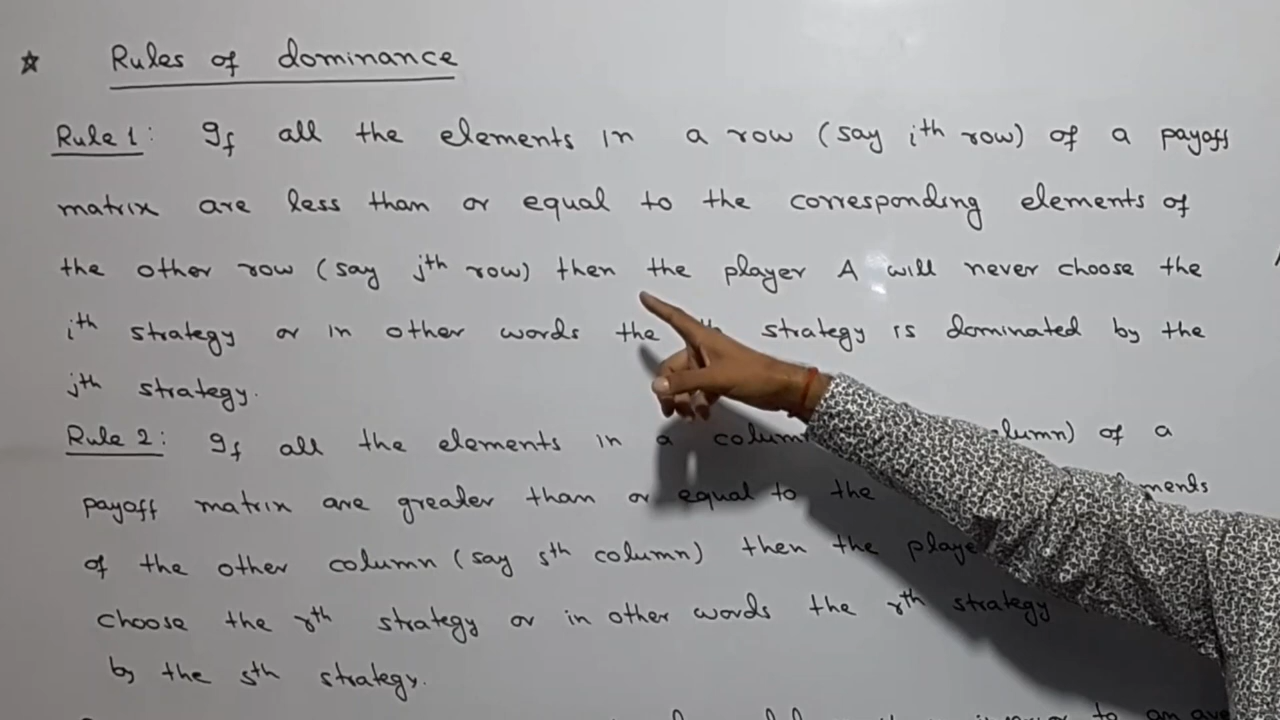 ☆ Rules of dominance
Rule 1: If all the elements in a row (say ith row) of a payoff
matrix are less than or equal to the corresponding elements of
the other row (say jth row) then the player A will never choose the
ith strategy or in other words the strategy is dominated by the
jth strategy.
Rule 2: If all the elements in a column) of a
payoff matrix are greater than or equal to the
of the other column (say sth column) then the
choose the rth strategy or in other words the rth strategy
by the sth strategy.